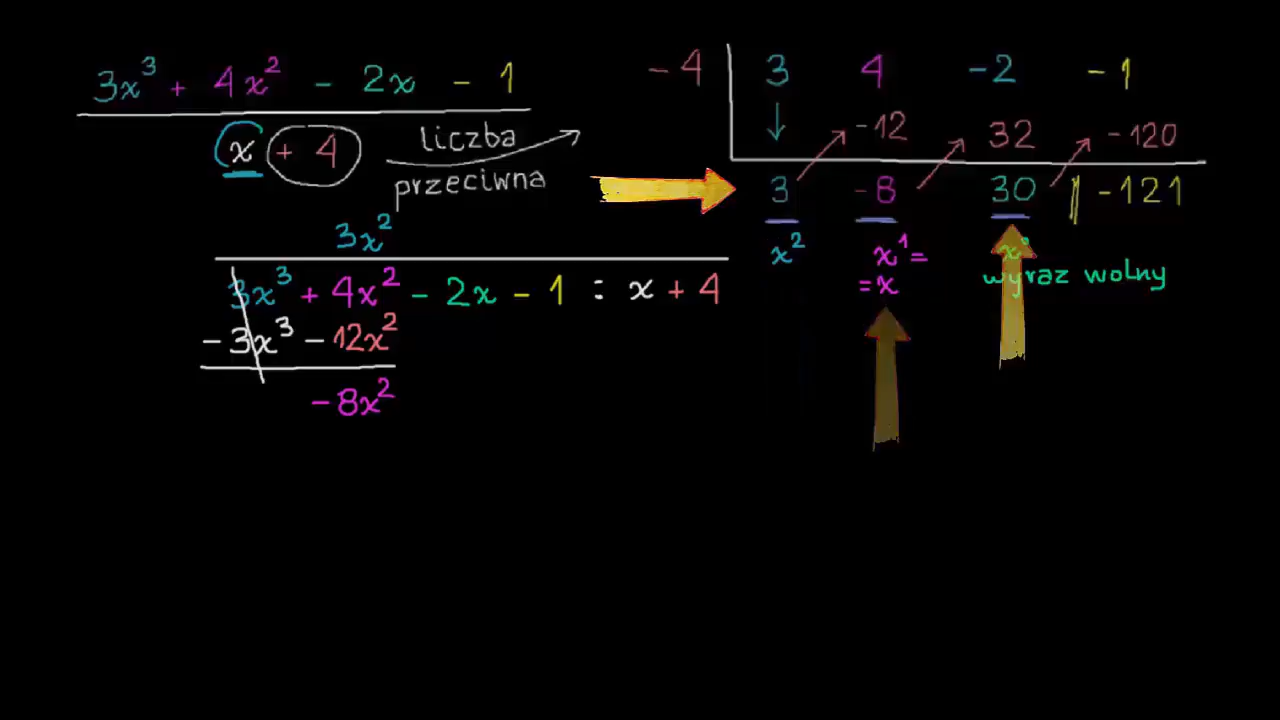 3x³ + 4x² - 2x - 1
x + 4
liczba
przeciwna
-4 3 4 -2 -1
-12 32 -120
3 -8 30 | -121
x² x¹= x⁰
=x wyraz wolny
3x²
3x³ + 4x² - 2x - 1 : x + 4
-3x³ - 12x²
-8x²